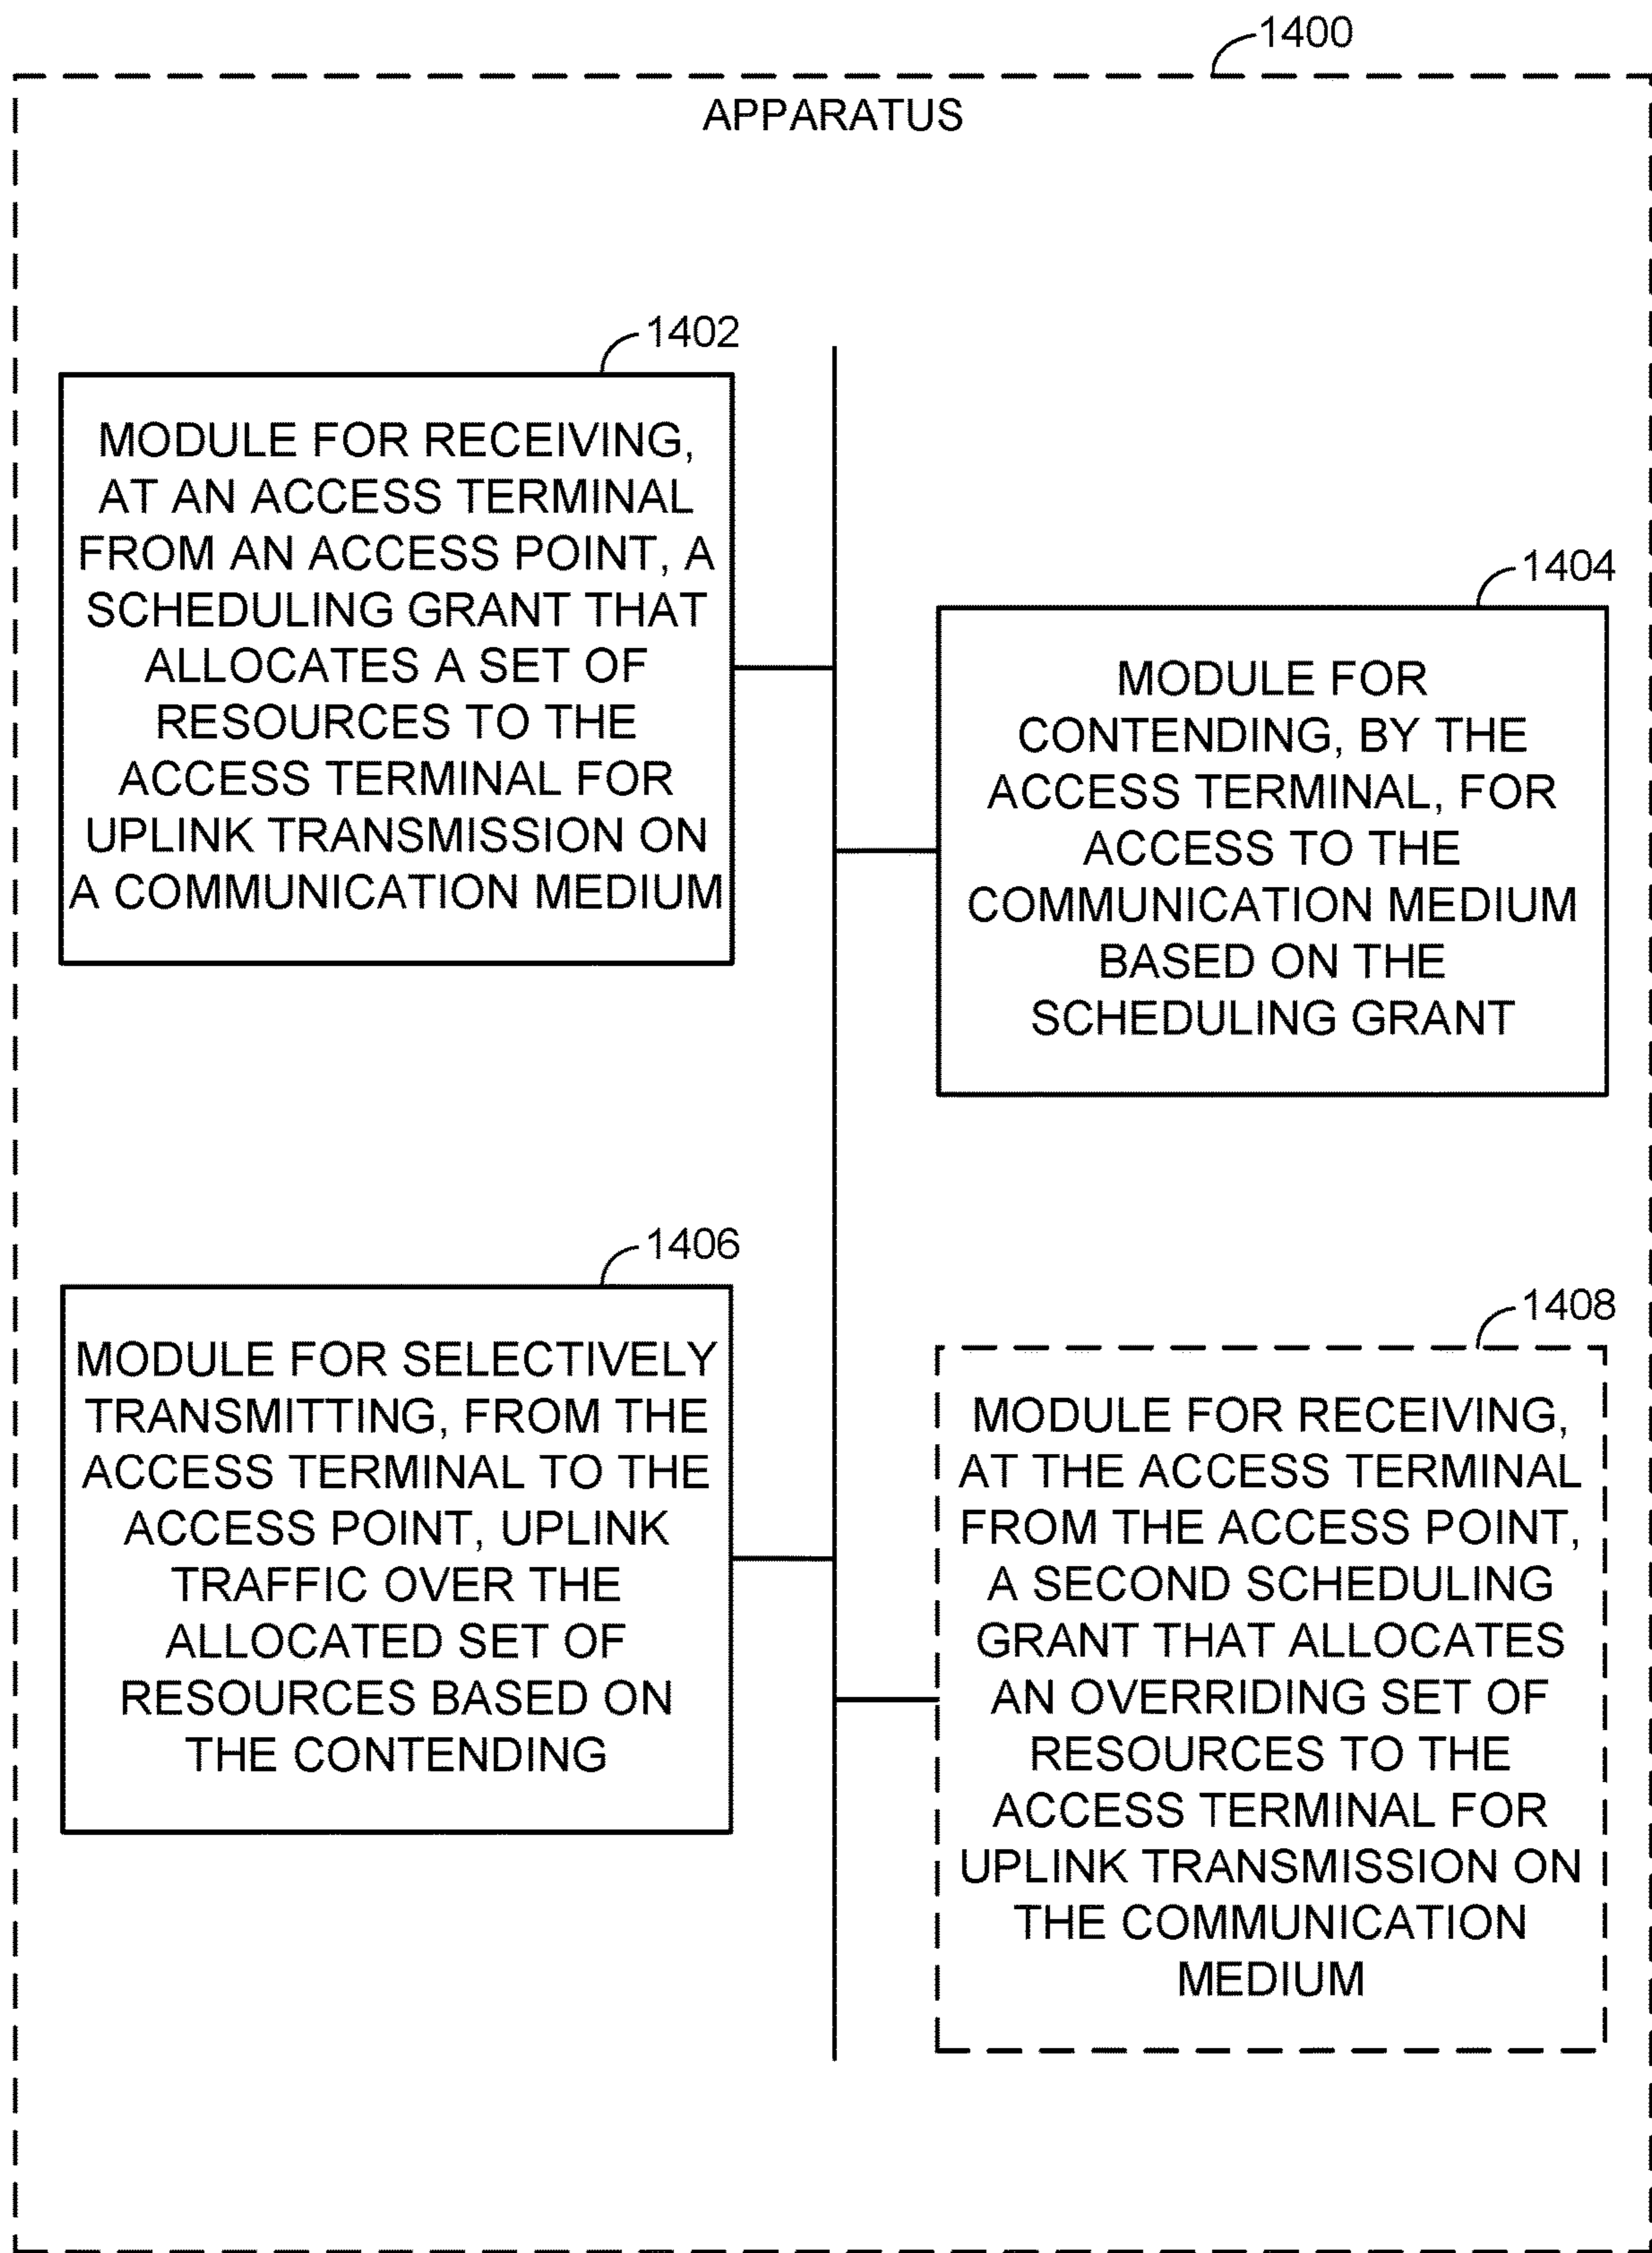 1400
APPARATUS
1402
MODULE FOR RECEIVING,
AT AN ACCESS TERMINAL
FROM AN ACCESS POINT, A
SCHEDULING GRANT THAT
ALLOCATES A SET OF
RESOURCES TO THE
ACCESS TERMINAL FOR
UPLINK TRANSMISSION ON
A COMMUNICATION MEDIUM
1404
MODULE FOR
CONTENDING, BY THE
ACCESS TERMINAL, FOR
ACCESS TO THE
COMMUNICATION MEDIUM
BASED ON THE
SCHEDULING GRANT
1406
MODULE FOR SELECTIVELY
TRANSMITTING, FROM THE
ACCESS TERMINAL TO THE
ACCESS POINT, UPLINK
TRAFFIC OVER THE
ALLOCATED SET OF
RESOURCES BASED ON
THE CONTENDING
1408
MODULE FOR RECEIVING,
AT THE ACCESS TERMINAL
FROM THE ACCESS POINT,
A SECOND SCHEDULING
GRANT THAT ALLOCATES
AN OVERRIDING SET OF
RESOURCES TO THE
ACCESS TERMINAL FOR
UPLINK TRANSMISSION ON
THE COMMUNICATION
MEDIUM